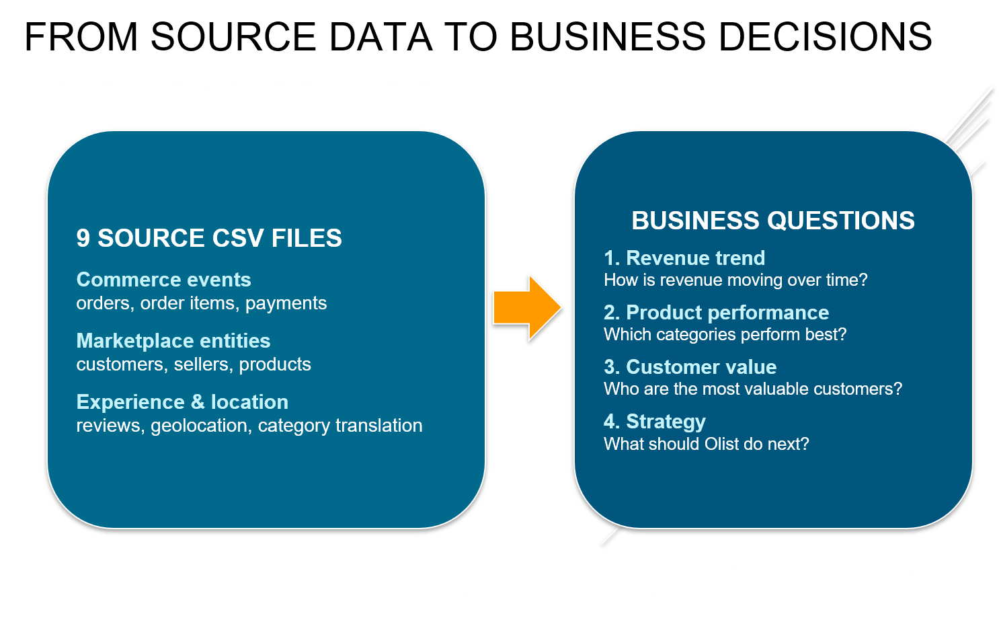 FROM SOURCE DATA TO BUSINESS DECISIONS
9 SOURCE CSV FILES
Commerce events
orders, order items, payments
Marketplace entities
customers, sellers, products
Experience & location
reviews, geolocation, category translation
BUSINESS QUESTIONS
1. Revenue trend
How is revenue moving over time?
2. Product performance
Which categories perform best?
3. Customer value
Who are the most valuable customers?
4. Strategy
What should Olist do next?